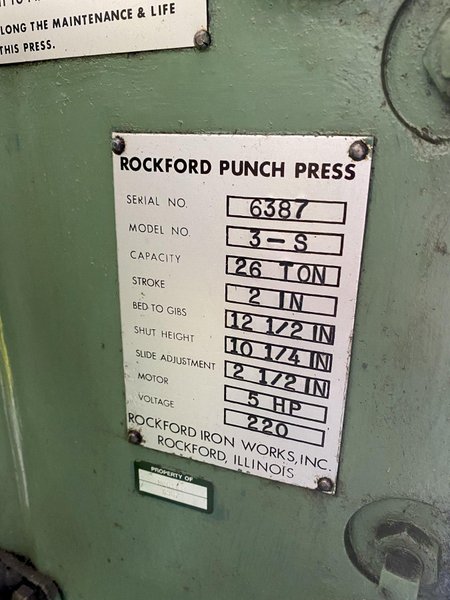 LONG THE MAINTENANCE & LIFE
THIS PRESS.
ROCKFORD PUNCH PRESS
SERIAL NO. 6387
MODEL NO. 3-S
CAPACITY 26 TON
STROKE 2 IN
BED TO GIBS 12 1/2 IN
SHUT HEIGHT 10 1/4 IN
SLIDE ADJUSTMENT 2 1/2 IN
MOTOR 5 HP
VOLTAGE 220
ROCKFORD IRON WORKS, INC.
ROCKFORD, ILLINOIS
PROPERTY OF